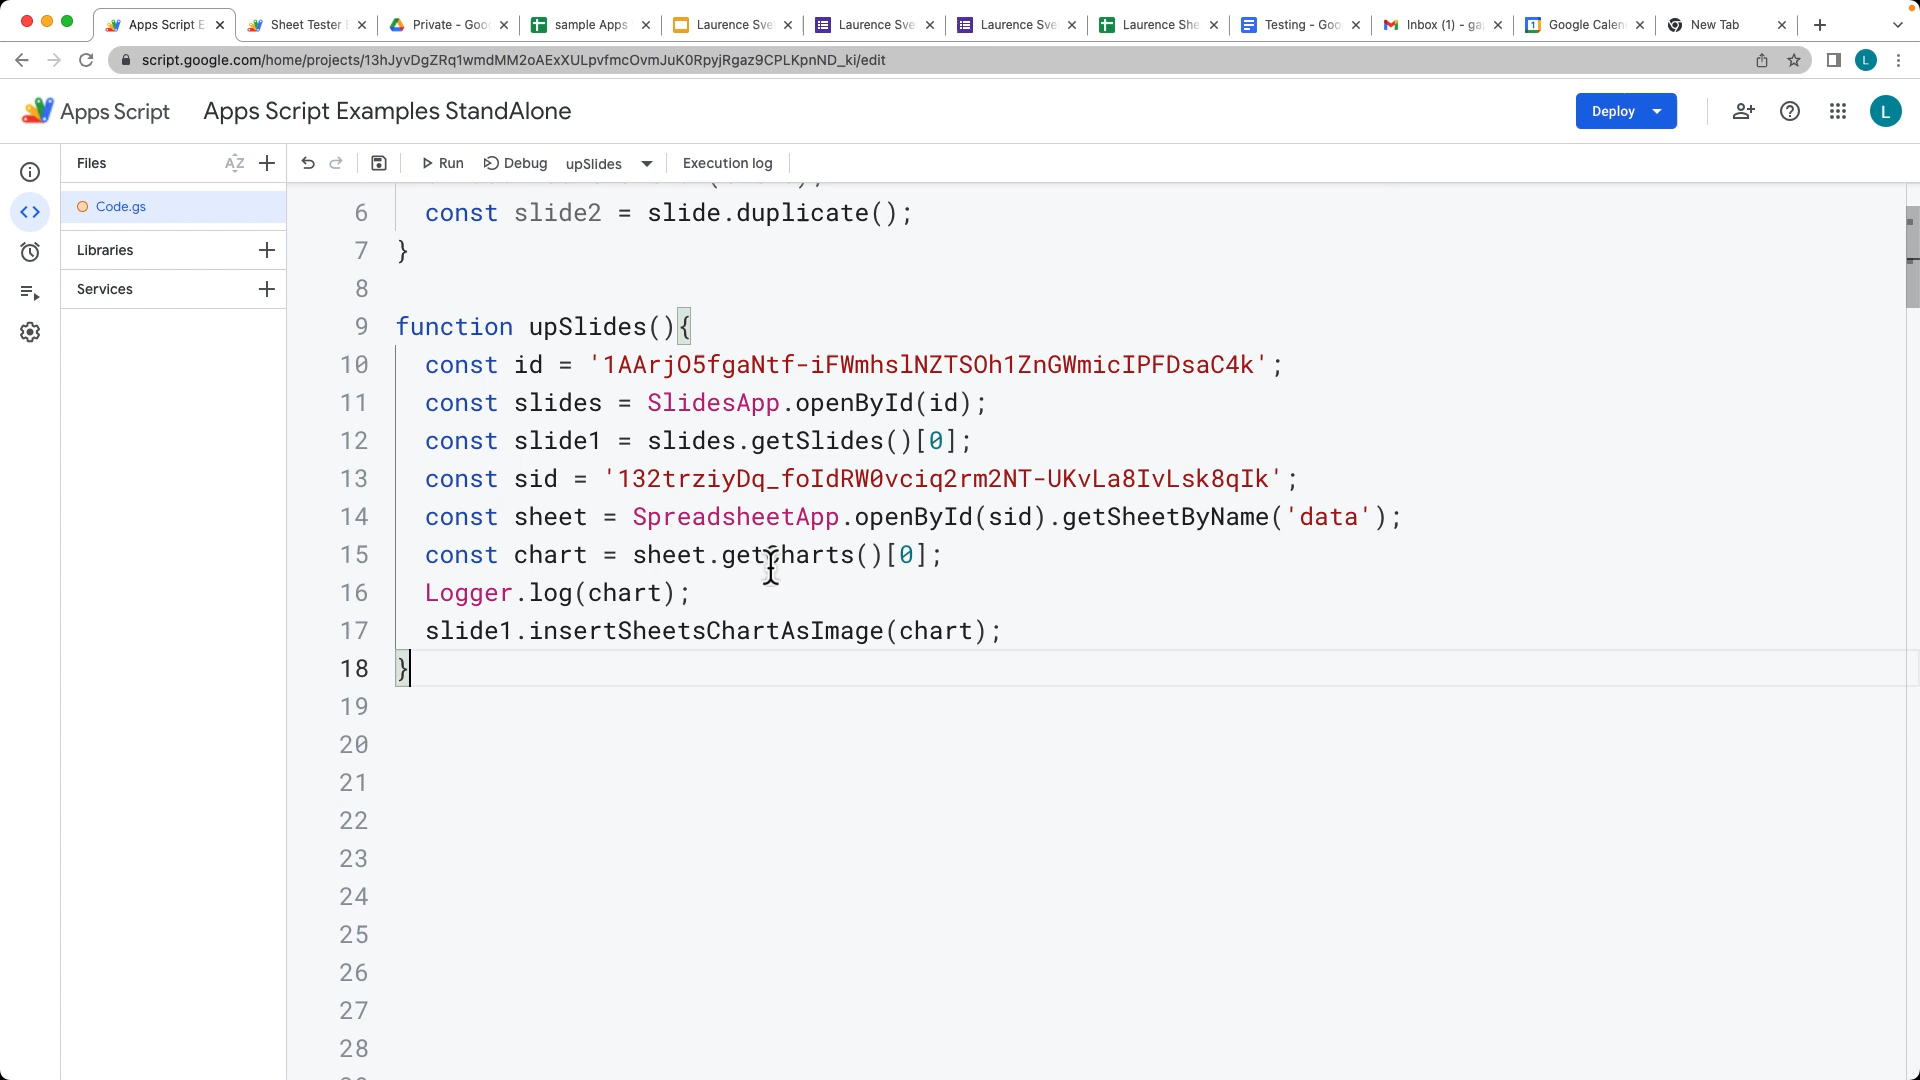 Apps Script E
Sheet Tester
Private - Goo
sample Apps
Laurence Sve
Laurence Sve
Laurence Sve
Laurence She
Testing - Goo
Inbox (1) - ga
Google Calen
New Tab
script.google.com/home/projects/13hJyvDgZRq1wmdMM2oAExXULpvfmcOvmJuK0RpyjRgaz9CPLKpnND_ki/edit
L
Apps Script
Apps Script Examples StandAlone
Deploy
L
Files
AZ
Run
Debug
upSlides
Execution log
Code.gs
Libraries
Services
6 const slide2 = slide.duplicate();
7 }
8
9 function upSlides(){
10 const id = '1AArjO5fgaNtf-iFWmhslNZTSOh1ZnGWmicIPFDsaC4k';
11 const slides = SlidesApp.openById(id);
12 const slide1 = slides.getSlides()[0];
13 const sid = '132trziyDq_foIdRW0vciq2rm2NT-UKvLa8IvLsk8qIk';
14 const sheet = SpreadsheetApp.openById(sid).getSheetByName('data');
15 const chart = sheet.getCharts()[0];
16 Logger.log(chart);
17 slide1.insertSheetsChartAsImage(chart);
18 }
19
20
21
22
23
24
25
26
27
28